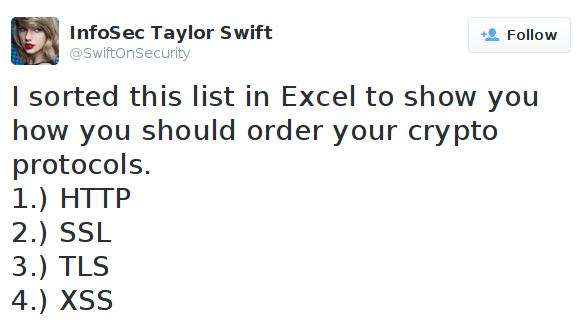 InfoSec Taylor Swift
@SwiftOnSecurity
Follow
I sorted this list in Excel to show you
how you should order your crypto
protocols.
1.) HTTP
2.) SSL
3.) TLS
4.) XSS